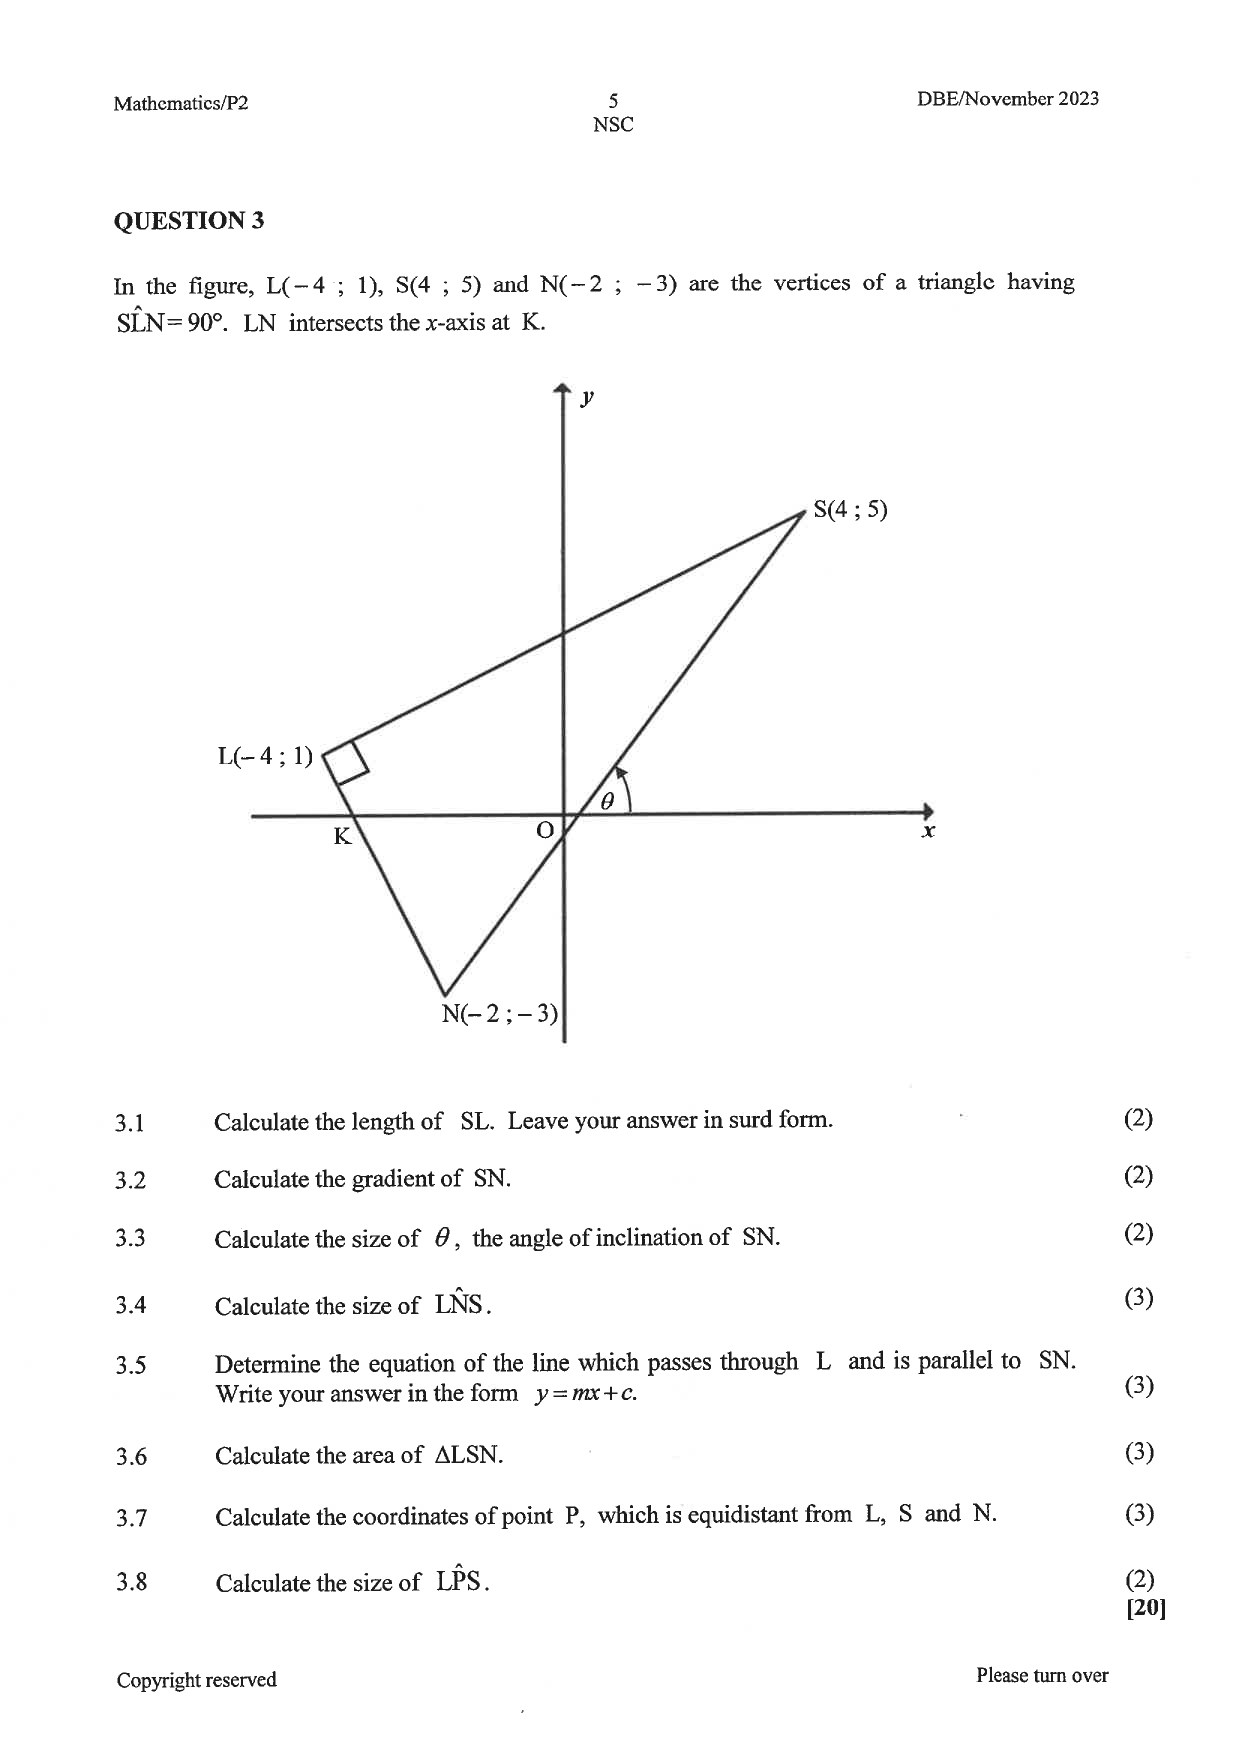 Mathematics/P2 5 DBE/November 2023
NSC
QUESTION 3
In the figure, L(−4 ; 1), S(4 ; 5) and N(−2 ; −3) are the vertices of a triangle having
SL̂N = 90°. LN intersects the x-axis at K.
y
S(4 ; 5)
L(− 4 ; 1)
θ
K O x
N(− 2 ; − 3)
3.1 Calculate the length of SL. Leave your answer in surd form. (2)
3.2 Calculate the gradient of SN. (2)
3.3 Calculate the size of θ, the angle of inclination of SN. (2)
3.4 Calculate the size of LN̂S. (3)
3.5 Determine the equation of the line which passes through L and is parallel to SN.
Write your answer in the form y = mx + c. (3)
3.6 Calculate the area of ΔLSN. (3)
3.7 Calculate the coordinates of point P, which is equidistant from L, S and N. (3)
3.8 Calculate the size of LP̂S. (2)
[20]
Copyright reserved Please turn over